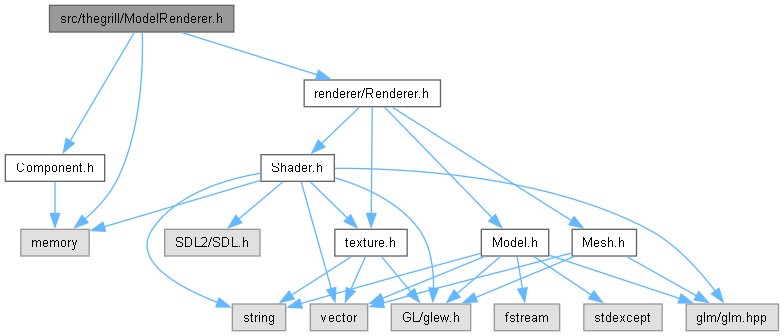 src/thegrill/ModelRenderer.h
renderer/Renderer.h
Component.h
Shader.h
memory
SDL2/SDL.h
texture.h
Model.h
Mesh.h
string
vector
GL/glew.h
fstream
stdexcept
glm/glm.hpp